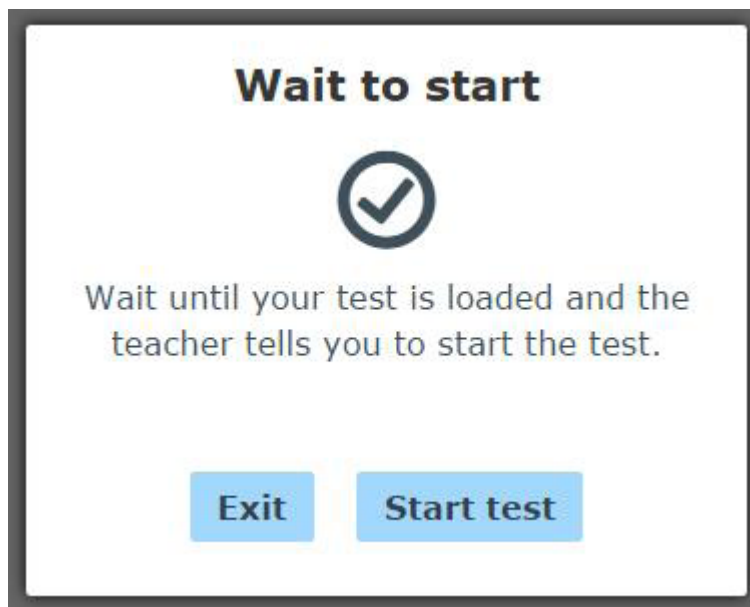 Wait to start
Wait until your test is loaded and the
teacher tells you to start the test.
Exit
Start test